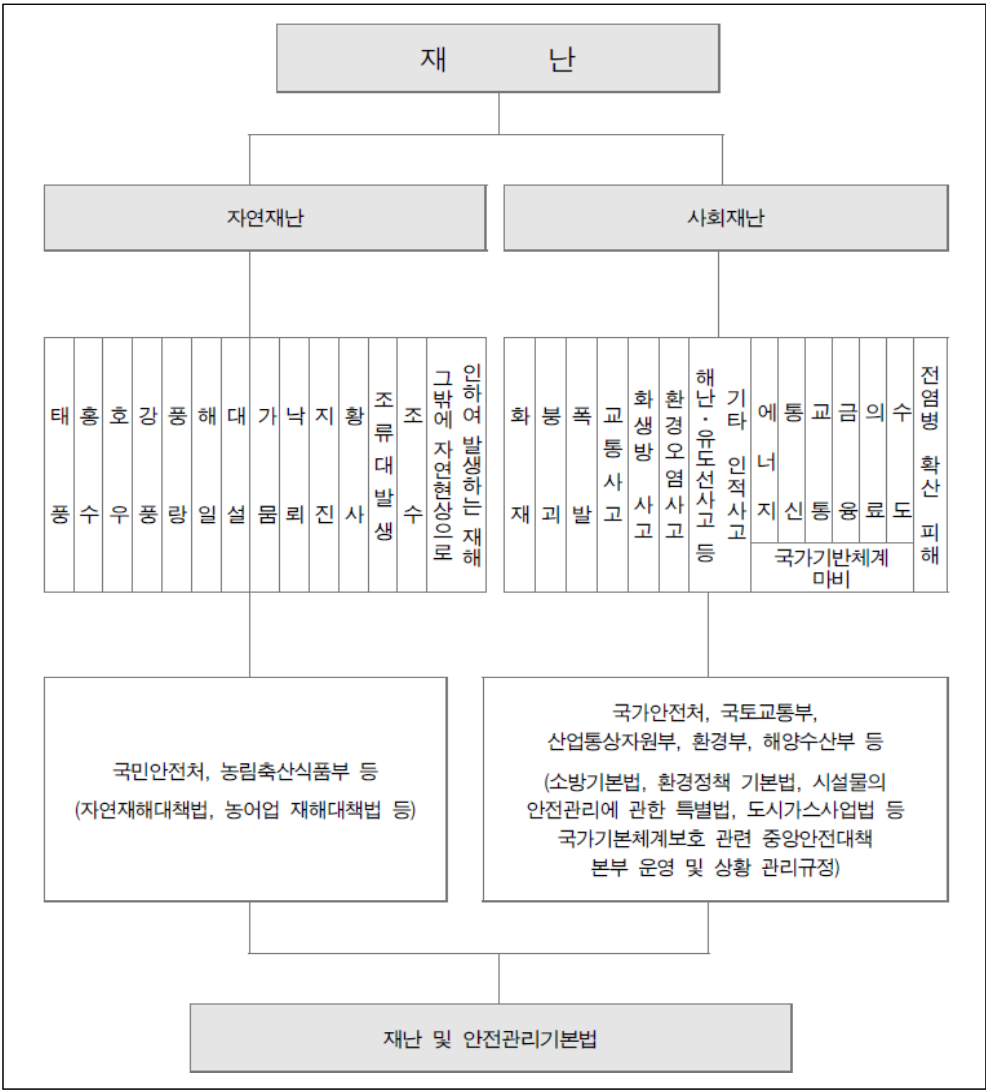 재 난
자연재난
사회재난
태풍
홍수
호우
강풍
풍랑
해일
대설
가뭄
낙뢰
지진
황사
조류대발생
조수
그밖에 자연현상으로
인하여 발생하는 재해
화재
붕괴
폭발
교통사고
화생방 사고
환경오염사고
해난·유도선사고 등
기타 인적사고
에너지
통신
교통
금융
의료
수도
국가기반체계
마비
전염병 확산 피해
국민안전처, 농림축산식품부 등
(자연재해대책법, 농어업 재해대책법 등)
국가안전처, 국토교통부,
산업통상자원부, 환경부, 해양수산부 등
(소방기본법, 환경정책 기본법, 시설물의
안전관리에 관한 특별법, 도시가스사업법 등
국가기본체계보호 관련 중앙안전대책
본부 운영 및 상황 관리규정)
재난 및 안전관리기본법